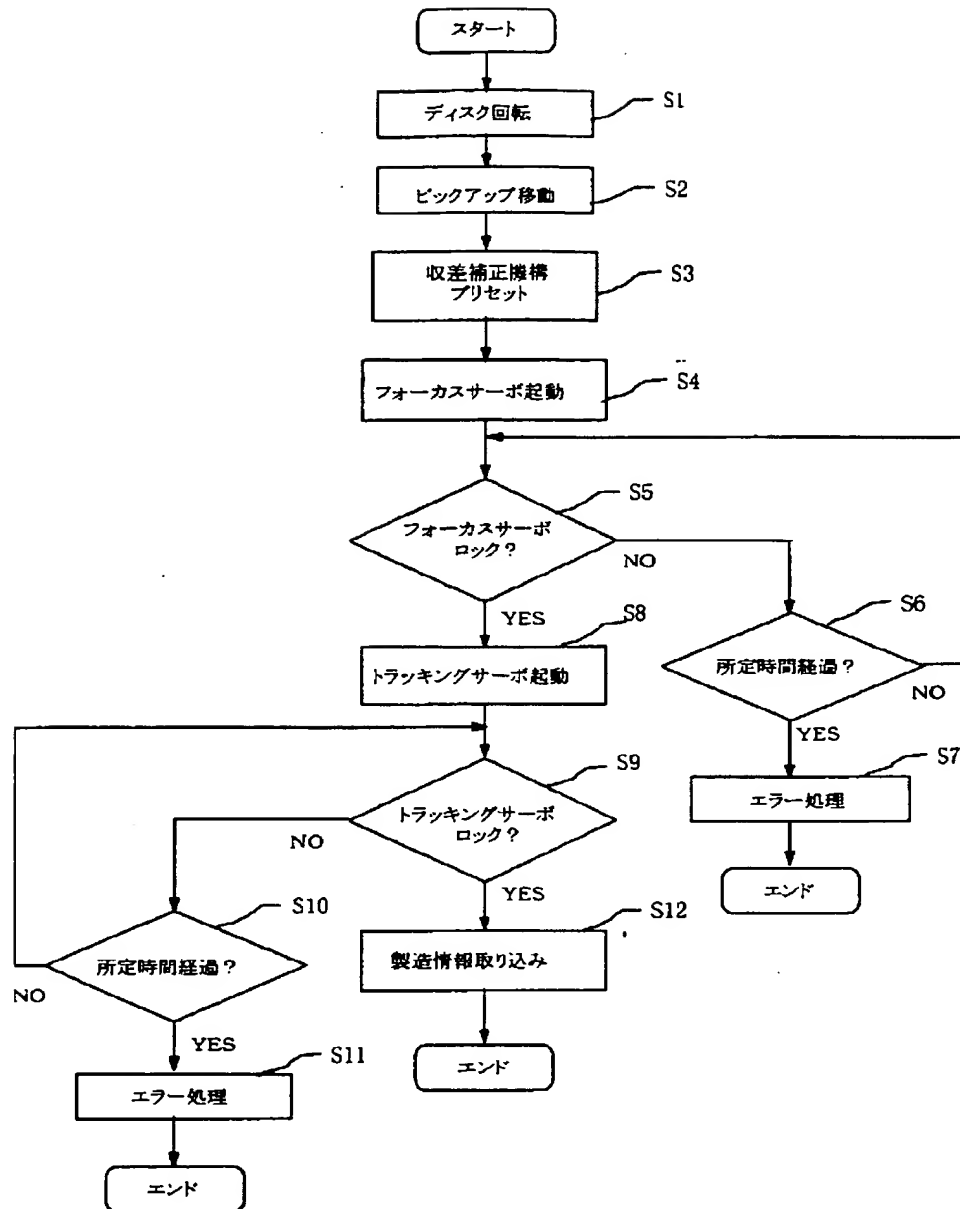 スタート
ディスク回転
S1
ピックアップ移動
S2
収差補正機構
プリセット
S3
フォーカスサーボ起動
S4
フォーカスサーボ
ロック?
S5
NO
YES
S6
所定時間経過?
NO
YES
S7
エラー処理
エンド
S8
トラッキングサーボ起動
S9
トラッキングサーボ
ロック?
NO
YES
S10
所定時間経過?
NO
YES
S11
エラー処理
エンド
S12
製造情報取り込み
エンド